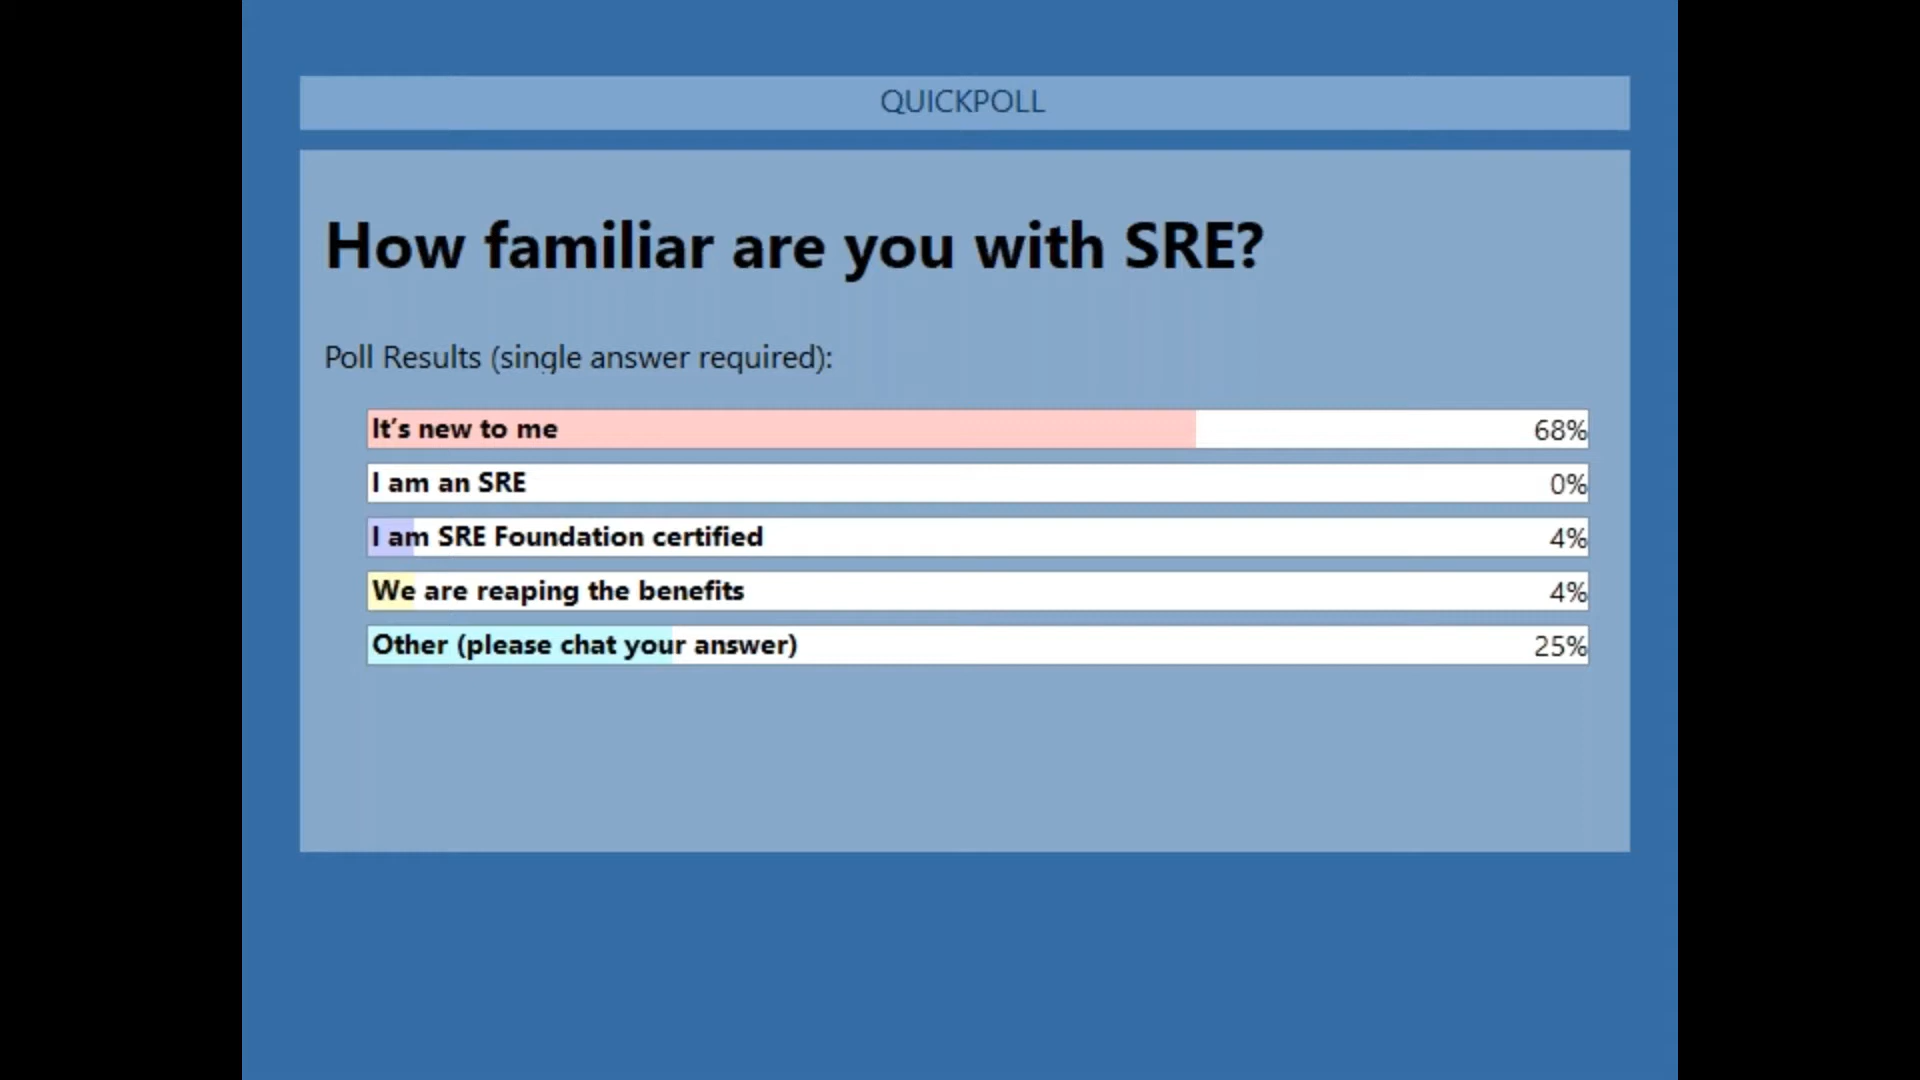 QUICKPOLL
How familiar are you with SRE?
Poll Results (single answer required):
It's new to me 68%
I am an SRE 0%
I am SRE Foundation certified 4%
We are reaping the benefits 4%
Other (please chat your answer) 25%